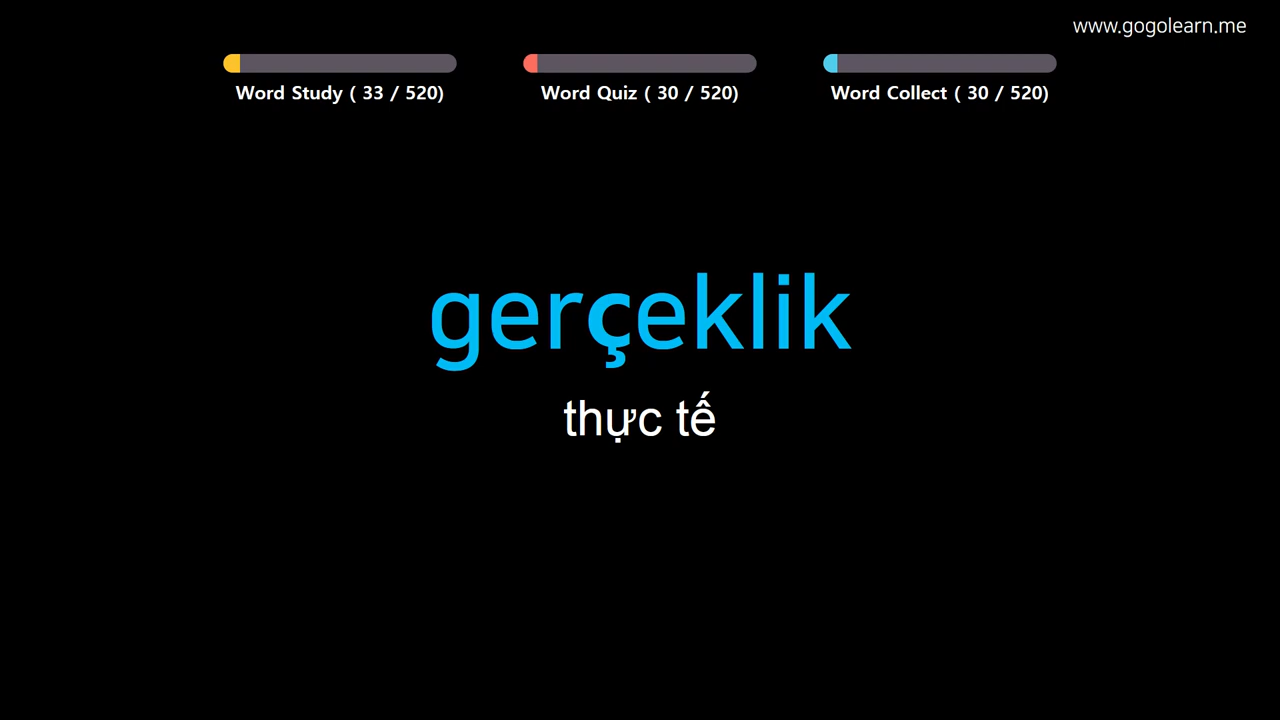 www.gogolearn.me
Word Study ( 33 / 520)
Word Quiz ( 30 / 520)
Word Collect ( 30 / 520)
gerçeklik
thực tế